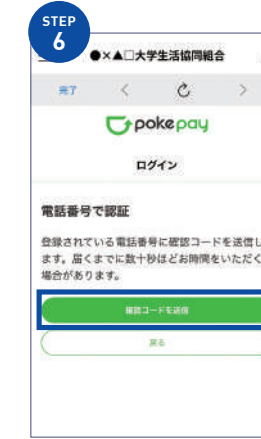 STEP
6
●×▲□大学生活協同組合
完了
pokepay
ログイン
電話番号で認証
登録されている電話番号に確認コードを送信し
ます。届くまでに数十秒ほどお時間をいただく
場合があります。
確認コードを送信
戻る